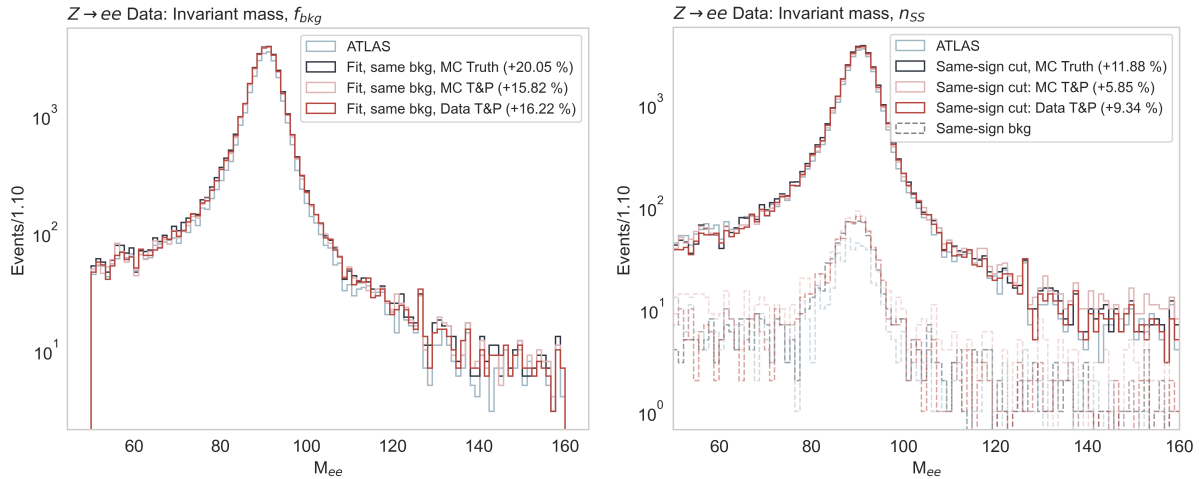 Z → ee Data: Invariant mass, f_bkg
ATLAS
Fit, same bkg, MC Truth (+20.05 %)
Fit, same bkg, MC T&P (+15.82 %)
Fit, same bkg, Data T&P (+16.22 %)
Events/1.10
10^3
10^2
10^1
60 80 100 120 140 160
M_ee
Z → ee Data: Invariant mass, n_SS
ATLAS
Same-sign cut, MC Truth (+11.88 %)
Same-sign cut: MC T&P (+5.85 %)
Same-sign cut: Data T&P (+9.34 %)
Same-sign bkg
Events/1.10
10^3
10^2
10^1
10^0
60 80 100 120 140 160
M_ee